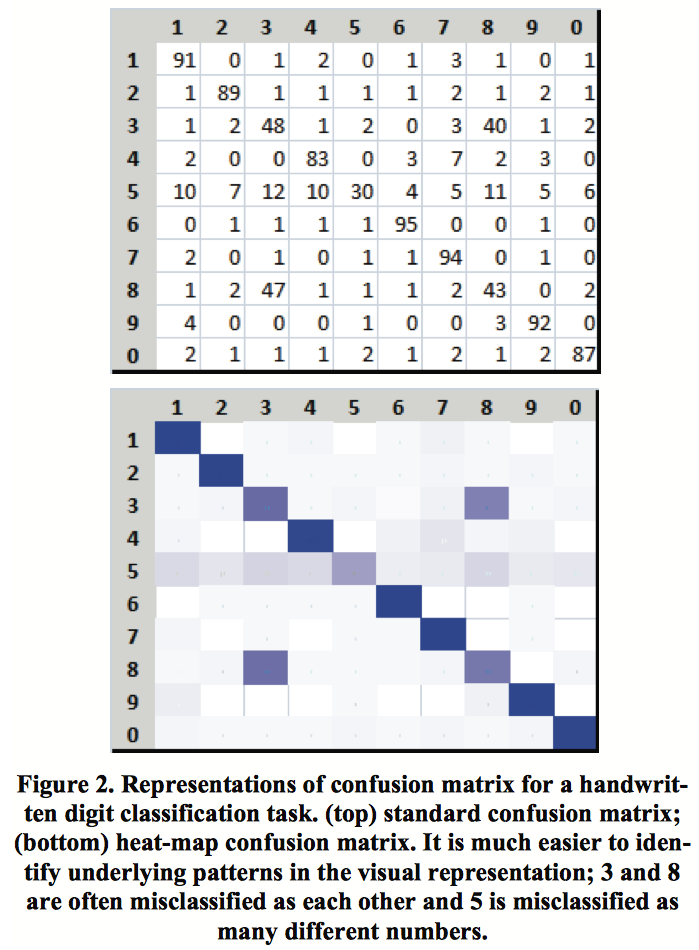 1 2 3 4 5 6 7 8 9 0
1 91 0 1 2 0 1 3 1 0 1
2 1 89 1 1 1 1 2 1 2 1
3 1 2 48 1 2 0 3 40 1 2
4 2 0 0 83 0 3 7 2 3 0
5 10 7 12 10 30 4 5 11 5 6
6 0 1 1 1 1 95 0 0 1 0
7 2 0 1 0 1 1 94 0 1 0
8 1 2 47 1 1 1 2 43 0 2
9 4 0 0 0 1 0 0 3 92 0
0 2 1 1 1 2 1 2 1 2 87
1 2 3 4 5 6 7 8 9 0
1
2
3
4
5
6
7
8
9
0
Figure 2. Representations of confusion matrix for a handwrit-
ten digit classification task. (top) standard confusion matrix;
(bottom) heat-map confusion matrix. It is much easier to iden-
tify underlying patterns in the visual representation; 3 and 8
are often misclassified as each other and 5 is misclassified as
many different numbers.